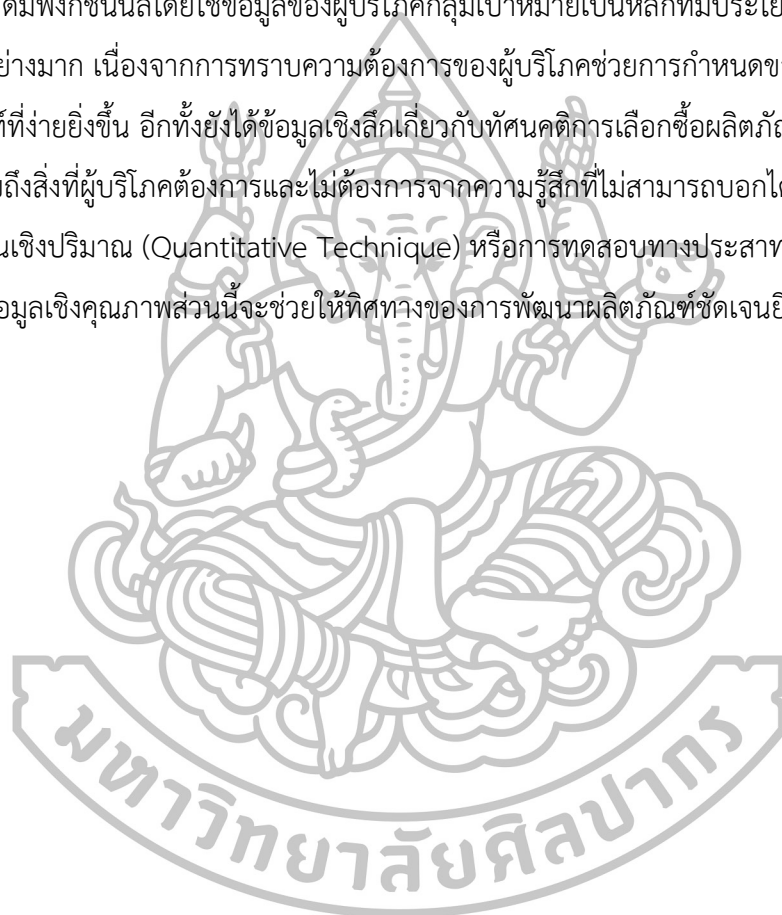 ดื่มฟังก์ชันนัลโดยใช้ข้อมูลของผู้บริโภคกลุ่มเป้าหมายเป็นหลักที่มีประโย
ย่างมาก เนื่องจากการทราบความต้องการของผู้บริโภคช่วยการกำหนดขา
ที่ง่ายยิ่งขึ้น อีกทั้งยังได้ข้อมูลเชิงลึกเกี่ยวกับทัศนคติการเลือกซื้อผลิตภัณ
ถึงสิ่งที่ผู้บริโภคต้องการและไม่ต้องการจากความรู้สึกที่ไม่สามารถบอกได
นเชิงปริมาณ (Quantitative Technique) หรือการทดสอบทางประสาท
อมูลเชิงคุณภาพส่วนนี้จะช่วยให้ทิศทางของการพัฒนาผลิตภัณฑ์ชัดเจนยิ
มหาวิทยาลัยศิลปากร